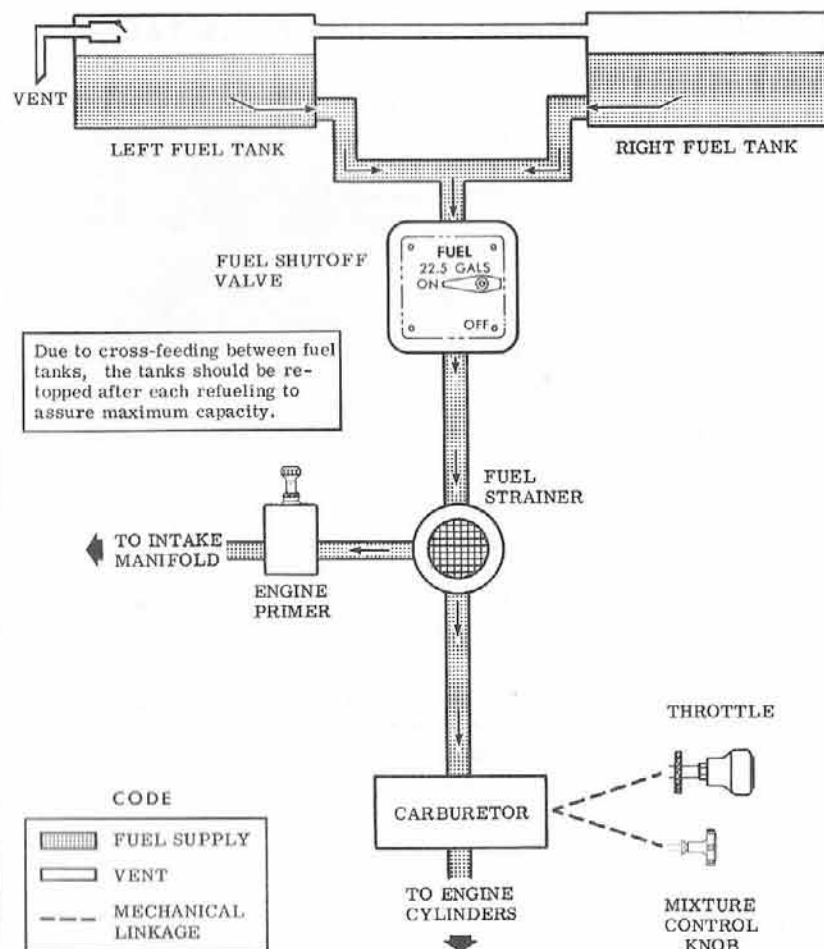 VENT
LEFT FUEL TANK
RIGHT FUEL TANK
FUEL SHUTOFF
VALVE
FUEL
22.5 GALS
ON
OFF
Due to cross-feeding between fuel
tanks, the tanks should be re-
topped after each refueling to
assure maximum capacity.
FUEL
STRAINER
TO INTAKE
MANIFOLD
ENGINE
PRIMER
THROTTLE
CARBURETOR
TO ENGINE
CYLINDERS
MIXTURE
CONTROL
KNOB
CODE
FUEL SUPPLY
VENT
MECHANICAL
LINKAGE